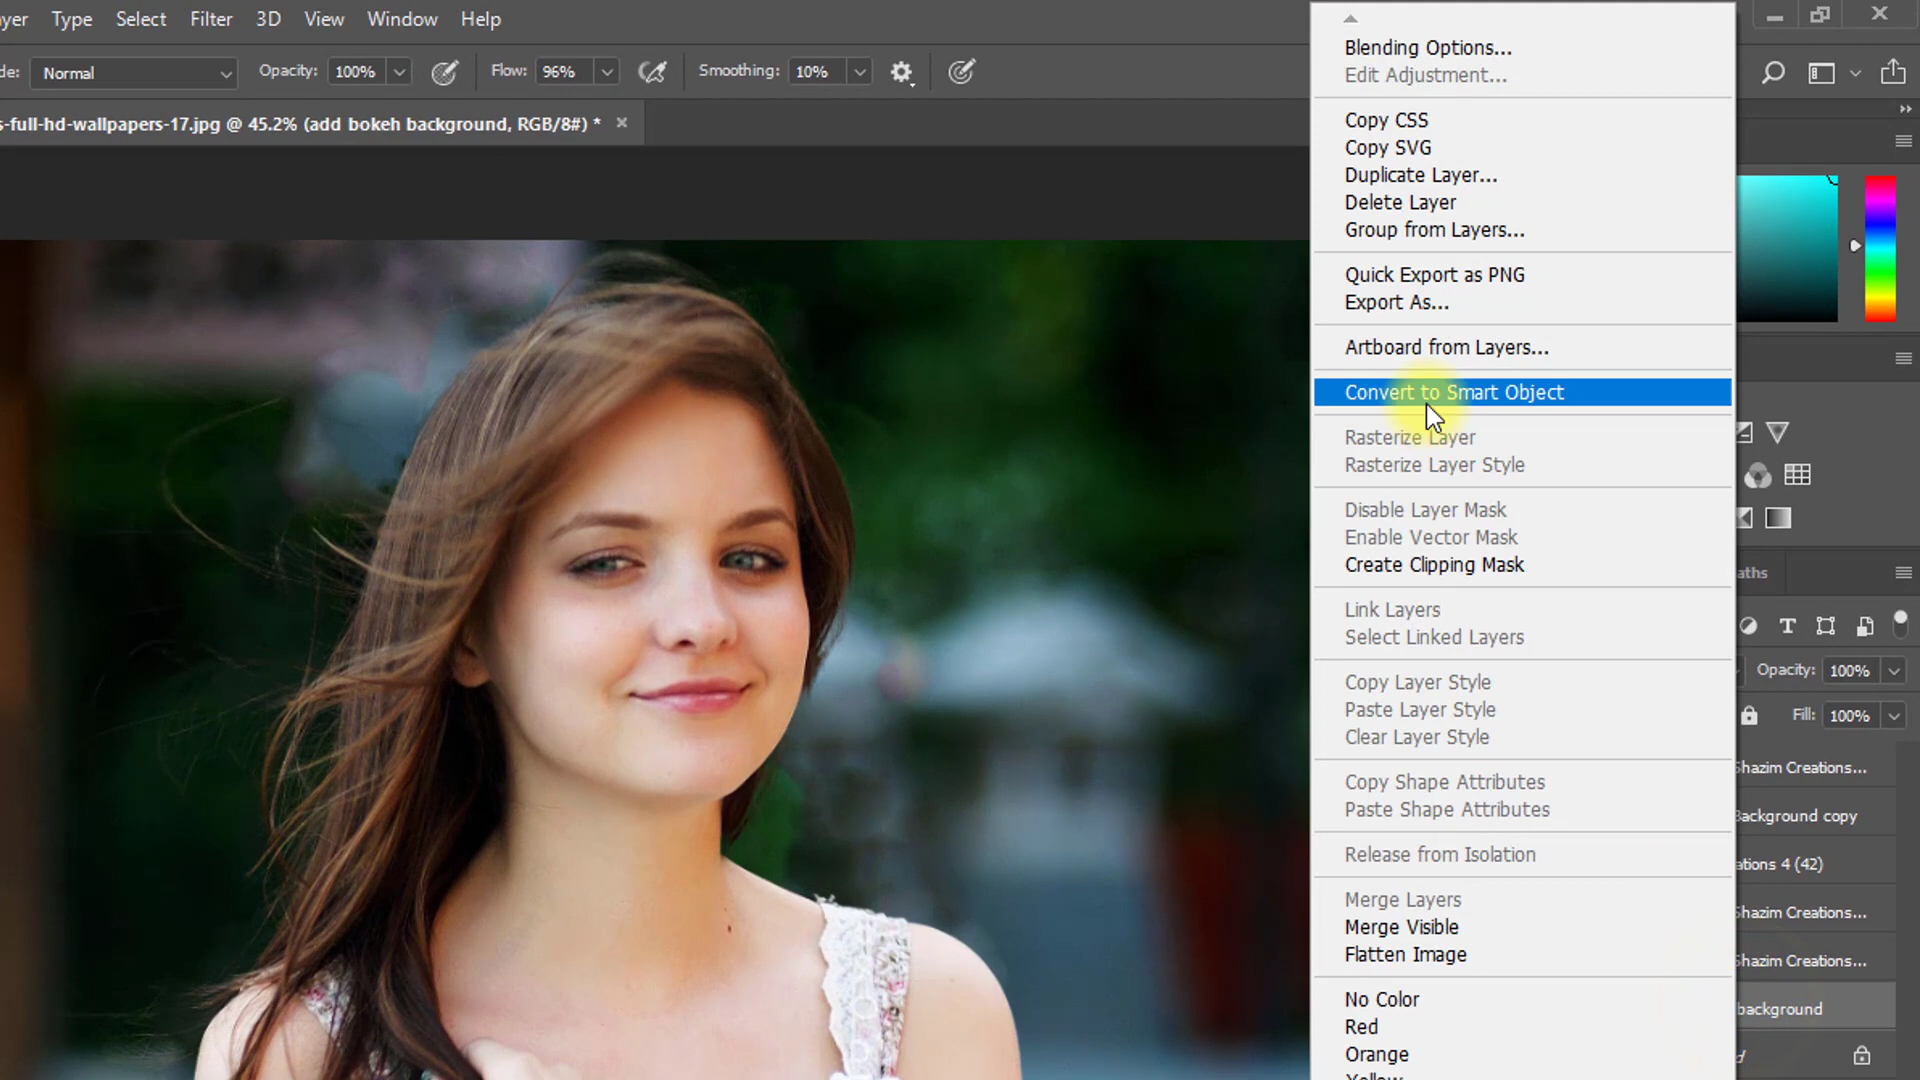 Type Select Filter 3D View Window Help
Normal Opacity: 100% Flow: 96% Smoothing: 10%
s-full-hd-wallpapers-17.jpg @ 45.2% (add bokeh background, RGB/8#) *
Blending Options...
Edit Adjustment...
Copy CSS
Copy SVG
Duplicate Layer...
Delete Layer
Group from Layers...
Quick Export as PNG
Export As...
Artboard from Layers...
Convert to Smart Object
Rasterize Layer
Rasterize Layer Style
Disable Layer Mask
Enable Vector Mask
Create Clipping Mask
Link Layers
Select Linked Layers
Copy Layer Style
Paste Layer Style
Clear Layer Style
Copy Shape Attributes
Paste Shape Attributes
Release from Isolation
Merge Layers
Merge Visible
Flatten Image
No Color
Red
Orange
Yellow
aths
Opacity: 100%
Fill: 100%
Shazim Creations...
Background copy
ations 4 (42)
Shazim Creations...
Shazim Creations...
background